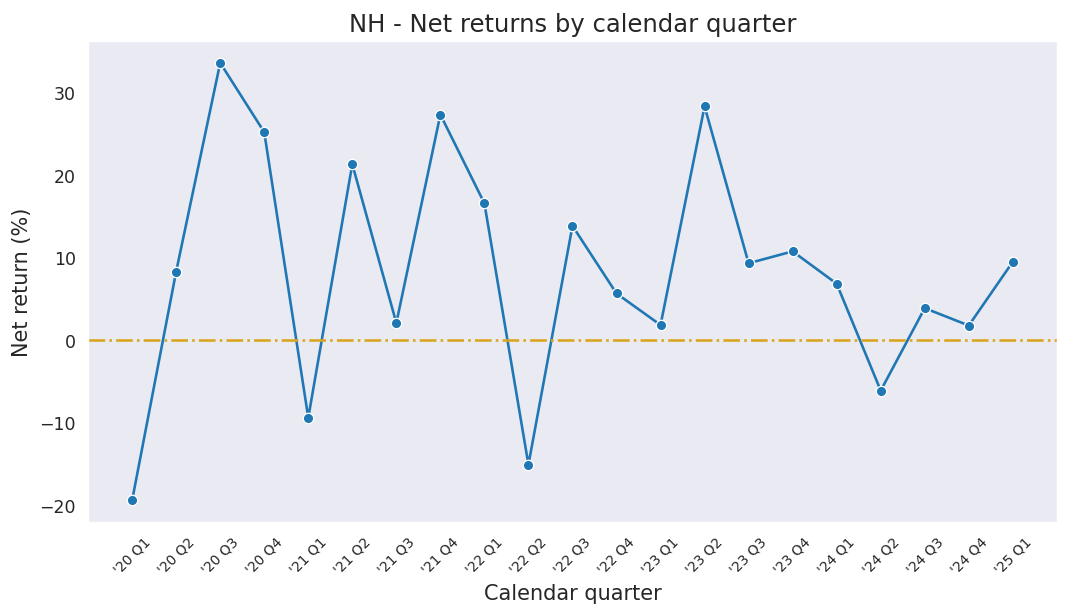 NH - Net returns by calendar quarter
Net return (%)
30
20
10
0
−10
−20
'20 Q1
'20 Q2
'20 Q3
'20 Q4
'21 Q1
'21 Q2
'21 Q3
'21 Q4
'22 Q1
'22 Q2
'22 Q3
'22 Q4
'23 Q1
'23 Q2
'23 Q3
'23 Q4
'24 Q1
'24 Q2
'24 Q3
'24 Q4
'25 Q1
Calendar quarter